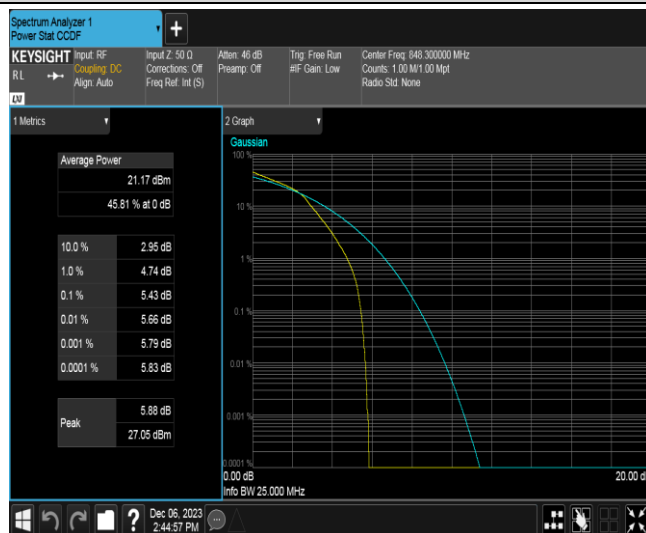 Spectrum Analyzer 1
Power Stat CCDF
+
KEYSIGHT
RL
LXI
Input: RF
Coupling: DC
Align: Auto
Input Z: 50 Ω
Corrections: Off
Freq Ref: Int (S)
Atten: 46 dB
Preamp: Off
Trig: Free Run
#IF Gain: Low
Center Freq: 848.300000 MHz
Counts: 1.00 M/1.00 Mpt
Radio Std: None
1 Metrics
Average Power
21.17 dBm
45.81 % at 0 dB
10.0 % 2.95 dB
1.0 % 4.74 dB
0.1 % 5.43 dB
0.01 % 5.66 dB
0.001 % 5.79 dB
0.0001 % 5.83 dB
Peak
5.88 dB
27.05 dBm
2 Graph
Gaussian
100 %
10 %
1 %
0.1 %
0.01 %
0.001 %
0.0001 %
0.00 dB 20.00 d
Info BW 25.000 MHz
?
Dec 06, 2023
2:44:57 PM